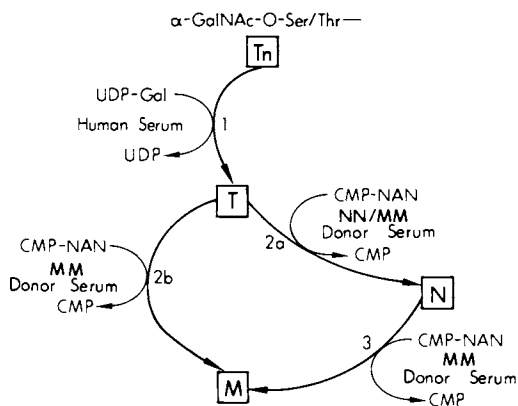 α-GalNAc-O-Ser/Thr—
Tn
UDP-Gal
Human Serum
1
UDP
T
CMP-NAN
NN/MM
Donor Serum
2a
CMP
CMP-NAN
MM
Donor Serum
2b
CMP
N
3
CMP-NAN
MM
Donor Serum
CMP
M